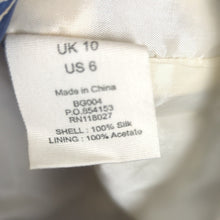 UK 10
US 6
Made in China
BG004
P.O.854153
RN118027
SHELL : 100% Silk
LINING : 100% Acetate